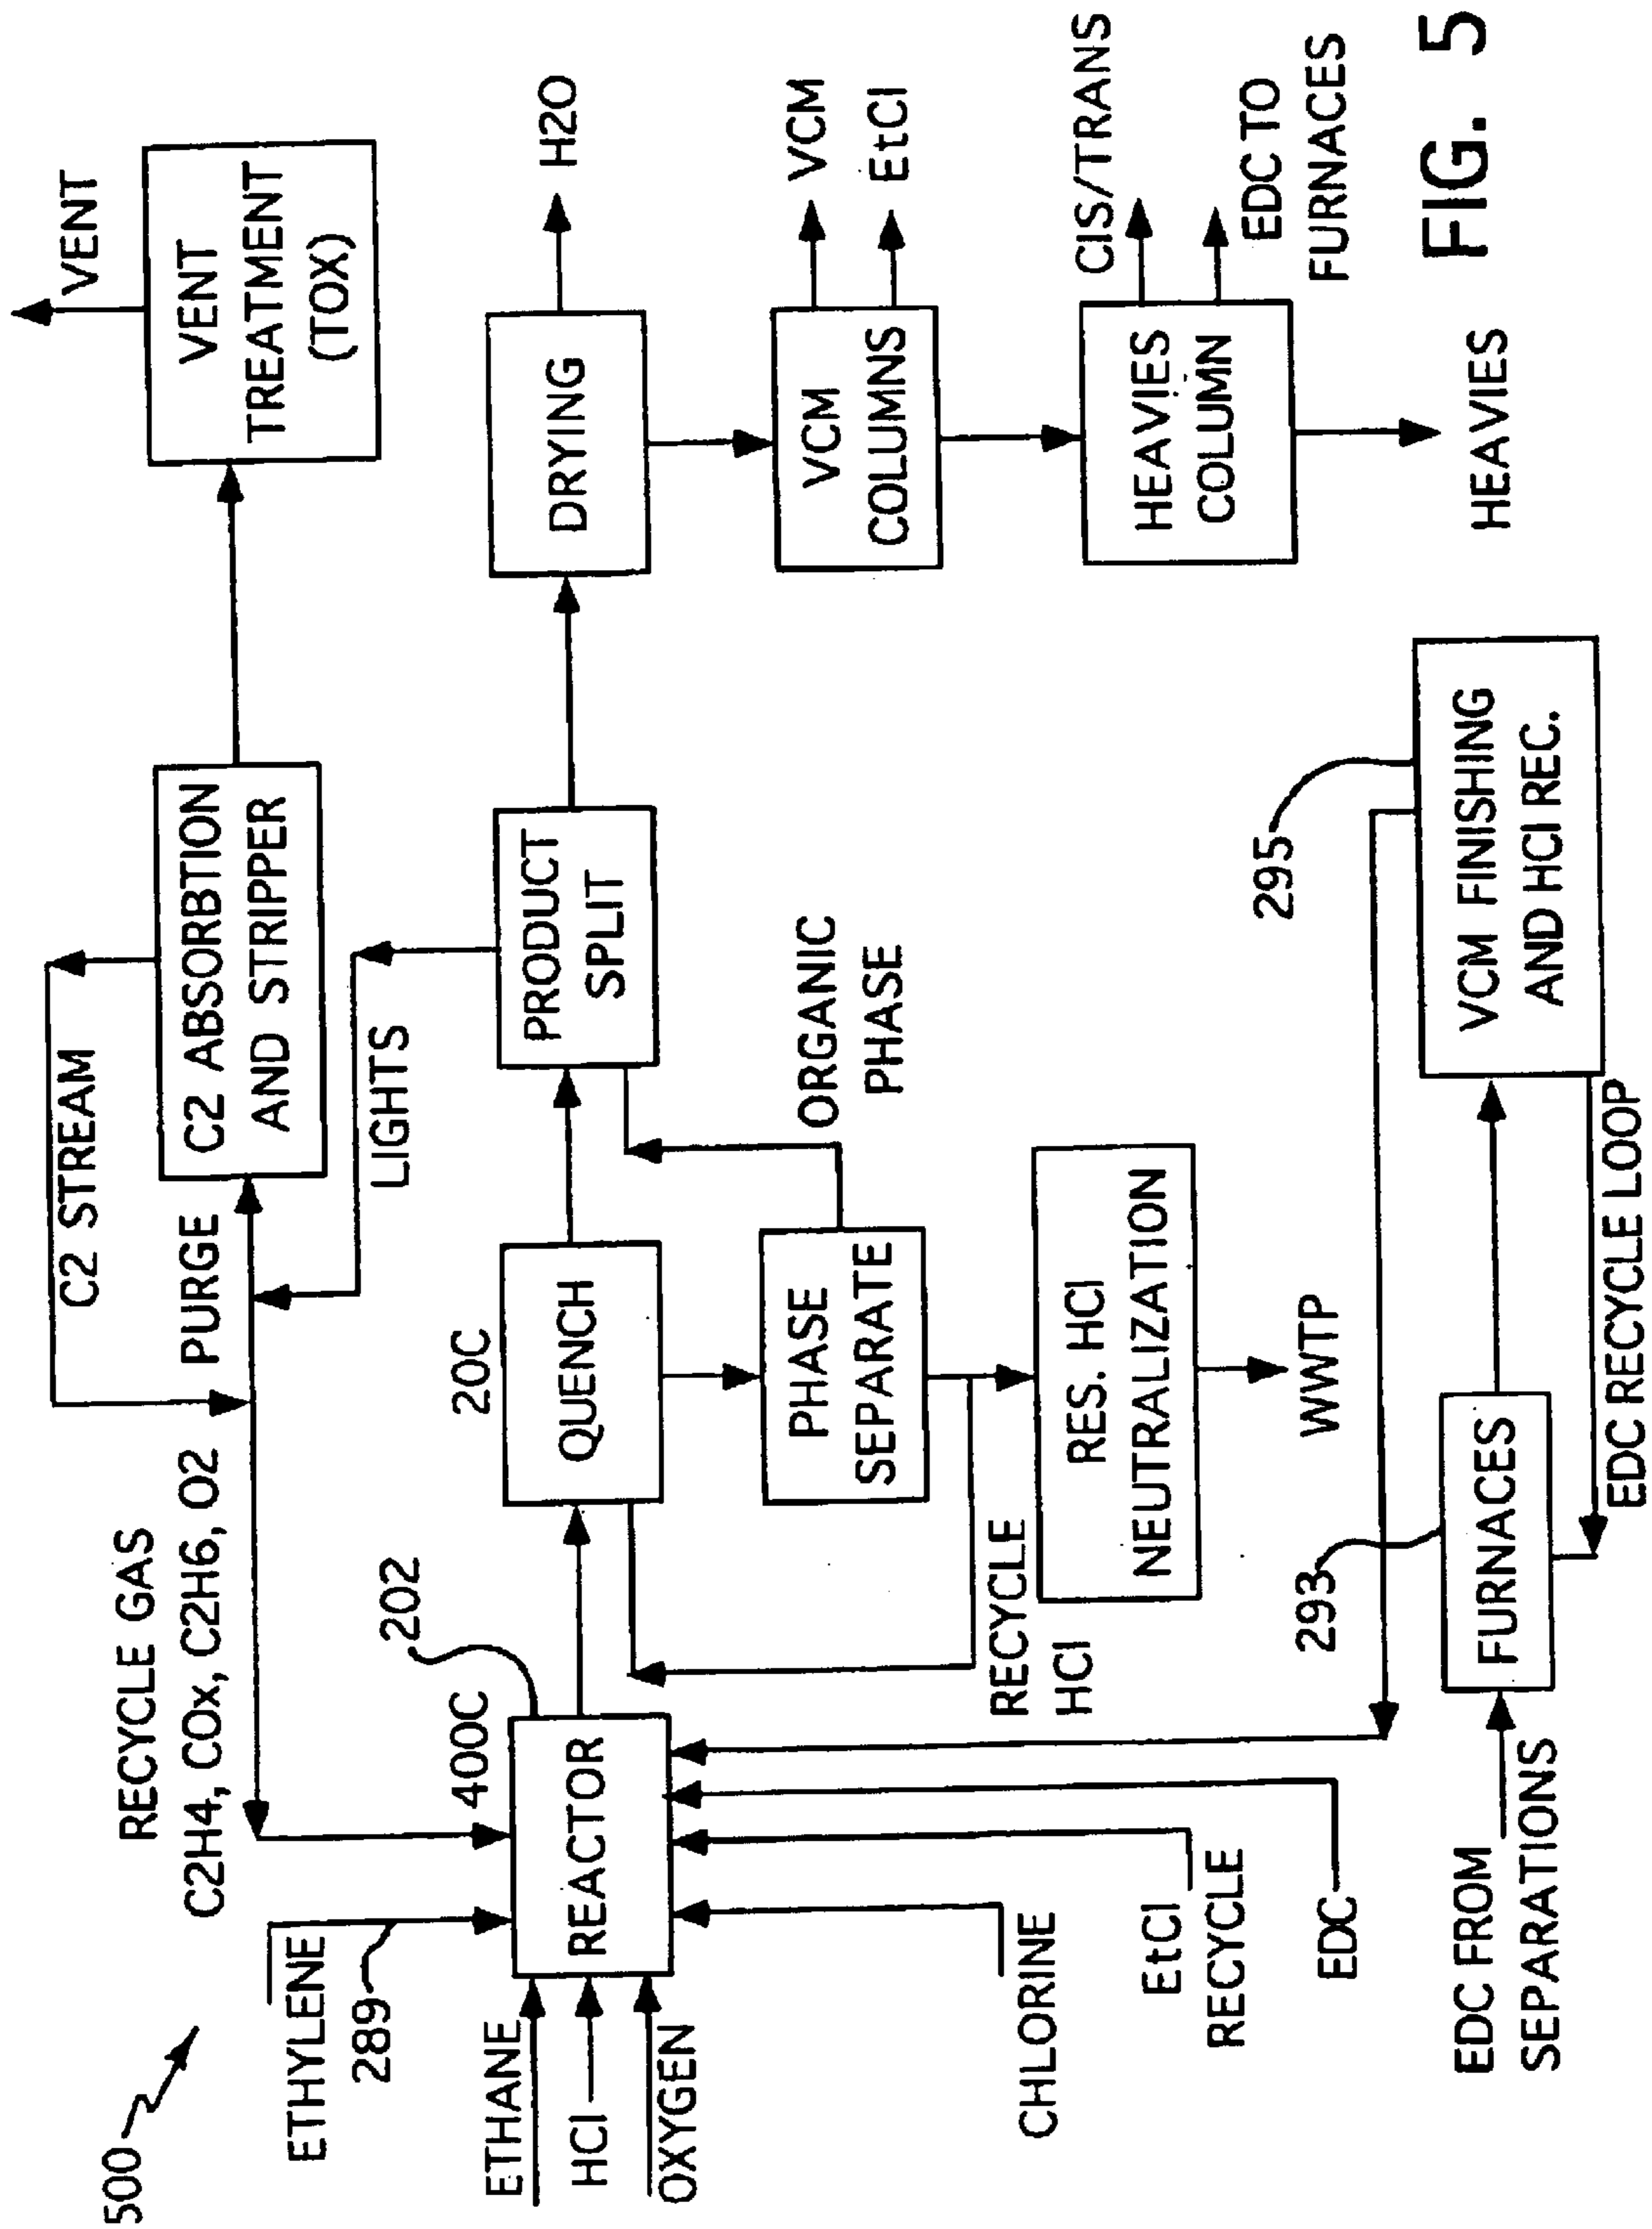 500
VENT
C2 STREAM
RECYCLE GAS
C2H4, COx, C2H6, O2
PURGE
C2 ABSORBTION
AND STRIPPER
VENT
TREATMENT
(TOX)
ETHYLENE
289
LIGHTS
202
400C
20C
ETHANE
HCl
OXYGEN
REACTOR
QUENCH
PRODUCT
SPLIT
DRYING
H2O
PHASE
SEPARATE
ORGANIC
PHASE
VCM
COLUMNS
VCM
EtCl
RECYCLE
HCl
RES. HCl
NEUTRALIZATION
WWTP
HEAVIES
COLUMN
CIS/TRANS
EDC TO
FURNACES
HEAVIES
CHLORINE
EtCl
RECYCLE
EDC
EDC FROM
SEPARATIONS
293
FURNACES
295
VCM FINISHING
AND HCl REC.
EDC RECYCLE LOOP
FIG. 5